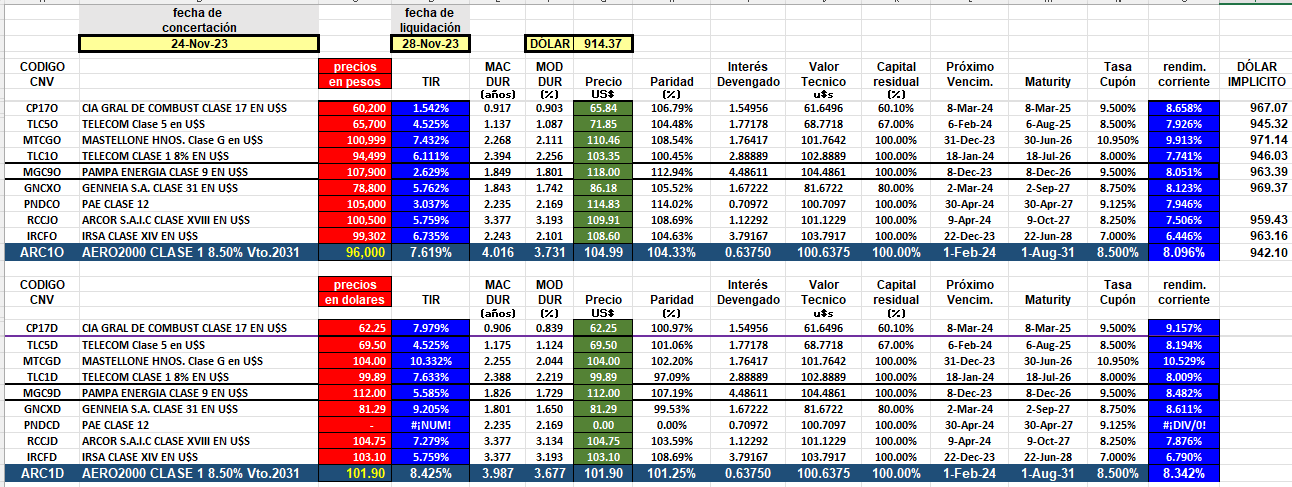 fecha de fecha de
concertación liquidación
24-Nov-23 28-Nov-23 DÓLAR 914.37
CODIGO precios MAC MOD Interés Valor Capital Próximo Tasa rendim. DÓLAR
CNV en pesos TIR DUR DUR Precio Paridad Devengado Tecnico residual Vencim. Maturity Cupón corriente IMPLICITO
(años) (%) US$ (%) u$s (%)
CP17O CIA GRAL DE COMBUST CLASE 17 EN U$S 60,200 1.542% 0.917 0.903 65.84 106.79% 1.54956 61.6496 60.10% 8-Mar-24 8-Mar-25 9.500% 8.658% 967.07
TLC5O TELECOM Clase 5 en U$S 65,700 4.525% 1.137 1.087 71.85 104.48% 1.77178 68.7718 67.00% 6-Feb-24 6-Aug-25 8.500% 7.926% 945.32
MTCGO MASTELLONE HNOS. Clase G en U$S 100,999 7.432% 2.268 2.111 110.46 108.54% 1.76417 101.7642 100.00% 31-Dec-23 30-Jun-26 10.950% 9.913% 971.14
TLC1O TELECOM CLASE 1 8% EN U$S 94,499 6.111% 2.394 2.256 103.35 100.45% 2.88889 102.8889 100.00% 18-Jan-24 18-Jul-26 8.000% 7.741% 946.03
MGC9O PAMPA ENERGIA CLASE 9 EN U$S 107,900 2.629% 1.849 1.801 118.00 112.94% 4.48611 104.4861 100.00% 8-Dec-23 8-Dec-26 9.500% 8.051% 963.39
GNCXO GENNEIA S.A. CLASE 31 EN U$S 78,800 5.762% 1.843 1.742 86.18 105.52% 1.67222 81.6722 80.00% 2-Mar-24 2-Sep-27 8.750% 8.123% 969.37
PNDCO PAE CLASE 12 105,000 3.037% 2.235 2.169 114.83 114.02% 0.70972 100.7097 100.00% 30-Apr-24 30-Apr-27 9.125% 7.946%
RCCJO ARCOR S.A.I.C CLASE XVIII EN U$S 100,500 5.759% 3.377 3.193 109.91 108.69% 1.12292 101.1229 100.00% 9-Apr-24 9-Oct-27 8.250% 7.506% 959.43
IRCFO IRSA CLASE XIV EN U$S 99,302 6.735% 2.243 2.101 108.60 104.63% 3.79167 103.7917 100.00% 22-Dec-23 22-Jun-28 7.000% 6.446% 963.16
ARC1O AERO2000 CLASE 1 8.50% Vto.2031 96,000 7.619% 4.016 3.731 104.99 104.33% 0.63750 100.6375 100.00% 1-Feb-24 1-Aug-31 8.500% 8.096% 942.10
CODIGO precios MAC MOD Interés Valor Capital Próximo Tasa rendim.
CNV en dolares TIR DUR DUR Precio Paridad Devengado Tecnico residual Vencim. Maturity Cupón corriente
(años) (%) US$ (%) u$s (%)
CP17D CIA GRAL DE COMBUST CLASE 17 EN U$S 62.25 7.979% 0.906 0.839 62.25 100.97% 1.54956 61.6496 60.10% 8-Mar-24 8-Mar-25 9.500% 9.157%
TLC5D TELECOM Clase 5 en U$S 69.50 4.525% 1.175 1.124 69.50 101.06% 1.77178 68.7718 67.00% 6-Feb-24 6-Aug-25 8.500% 8.194%
MTCGD MASTELLONE HNOS. Clase G en U$S 104.00 10.332% 2.255 2.044 104.00 102.20% 1.76417 101.7642 100.00% 31-Dec-23 30-Jun-26 10.950% 10.529%
TLC1D TELECOM CLASE 1 8% EN U$S 99.89 7.633% 2.388 2.219 99.89 97.09% 2.88889 102.8889 100.00% 18-Jan-24 18-Jul-26 8.000% 8.009%
MGC9D PAMPA ENERGIA CLASE 9 EN U$S 112.00 5.585% 1.826 1.729 112.00 107.19% 4.48611 104.4861 100.00% 8-Dec-23 8-Dec-26 9.500% 8.482%
GNCXD GENNEIA S.A. CLASE 31 EN U$S 81.29 9.205% 1.801 1.650 81.29 99.53% 1.67222 81.6722 80.00% 2-Mar-24 2-Sep-27 8.750% 8.611%
PNDCD PAE CLASE 12 - #¡NUM! 2.235 2.169 0.00 0.00% 0.70972 100.7097 100.00% 30-Apr-24 30-Apr-27 9.125% #¡DIV/0!
RCCJD ARCOR S.A.I.C CLASE XVIII EN U$S 104.75 7.279% 3.377 3.134 104.75 103.59% 1.12292 101.1229 100.00% 9-Apr-24 9-Oct-27 8.250% 7.876%
IRCFD IRSA CLASE XIV EN U$S 103.10 5.759% 3.377 3.193 103.10 108.69% 3.79167 103.7917 100.00% 22-Dec-23 22-Jun-28 7.000% 6.790%
ARC1D AERO2000 CLASE 1 8.50% Vto.2031 101.90 8.425% 3.987 3.677 101.90 101.25% 0.63750 100.6375 100.00% 1-Feb-24 1-Aug-31 8.500% 8.342%